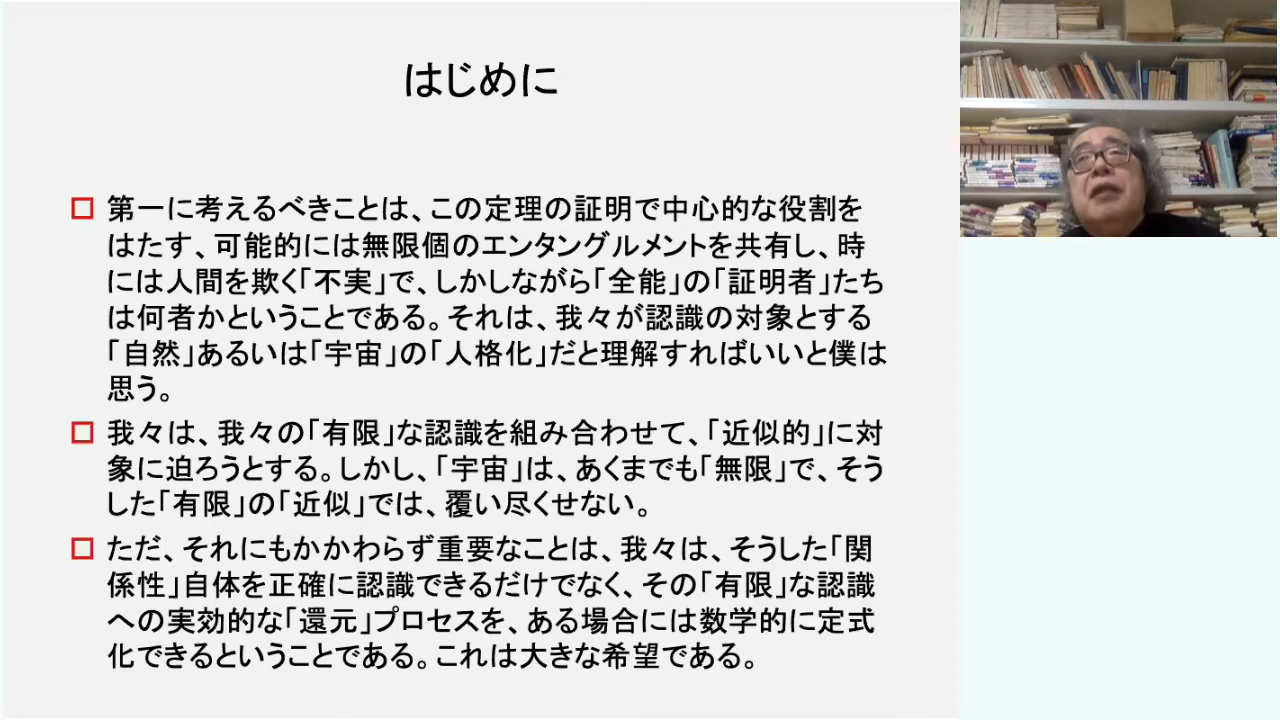 はじめに
第一に考えるべきことは、この定理の証明で中心的な役割を
はたす、可能的には無限個のエンタングルメントを共有し、時
には人間を欺く「不実」で、しかしながら「全能」の「証明者」たち
は何者かということである。それは、我々が認識の対象とする
「自然」あるいは「宇宙」の「人格化」だと理解すればいいと僕は
思う。
我々は、我々の「有限」な認識を組み合わせて、「近似的」に対
象に迫ろうとする。しかし、「宇宙」は、あくまでも「無限」で、そう
した「有限」の「近似」では、覆い尽くせない。
ただ、それにもかかわらず重要なことは、我々は、そうした「関
係性」自体を正確に認識できるだけでなく、その「有限」な認識
への実効的な「還元」プロセスを、ある場合には数学的に定式
化できるということである。これは大きな希望である。